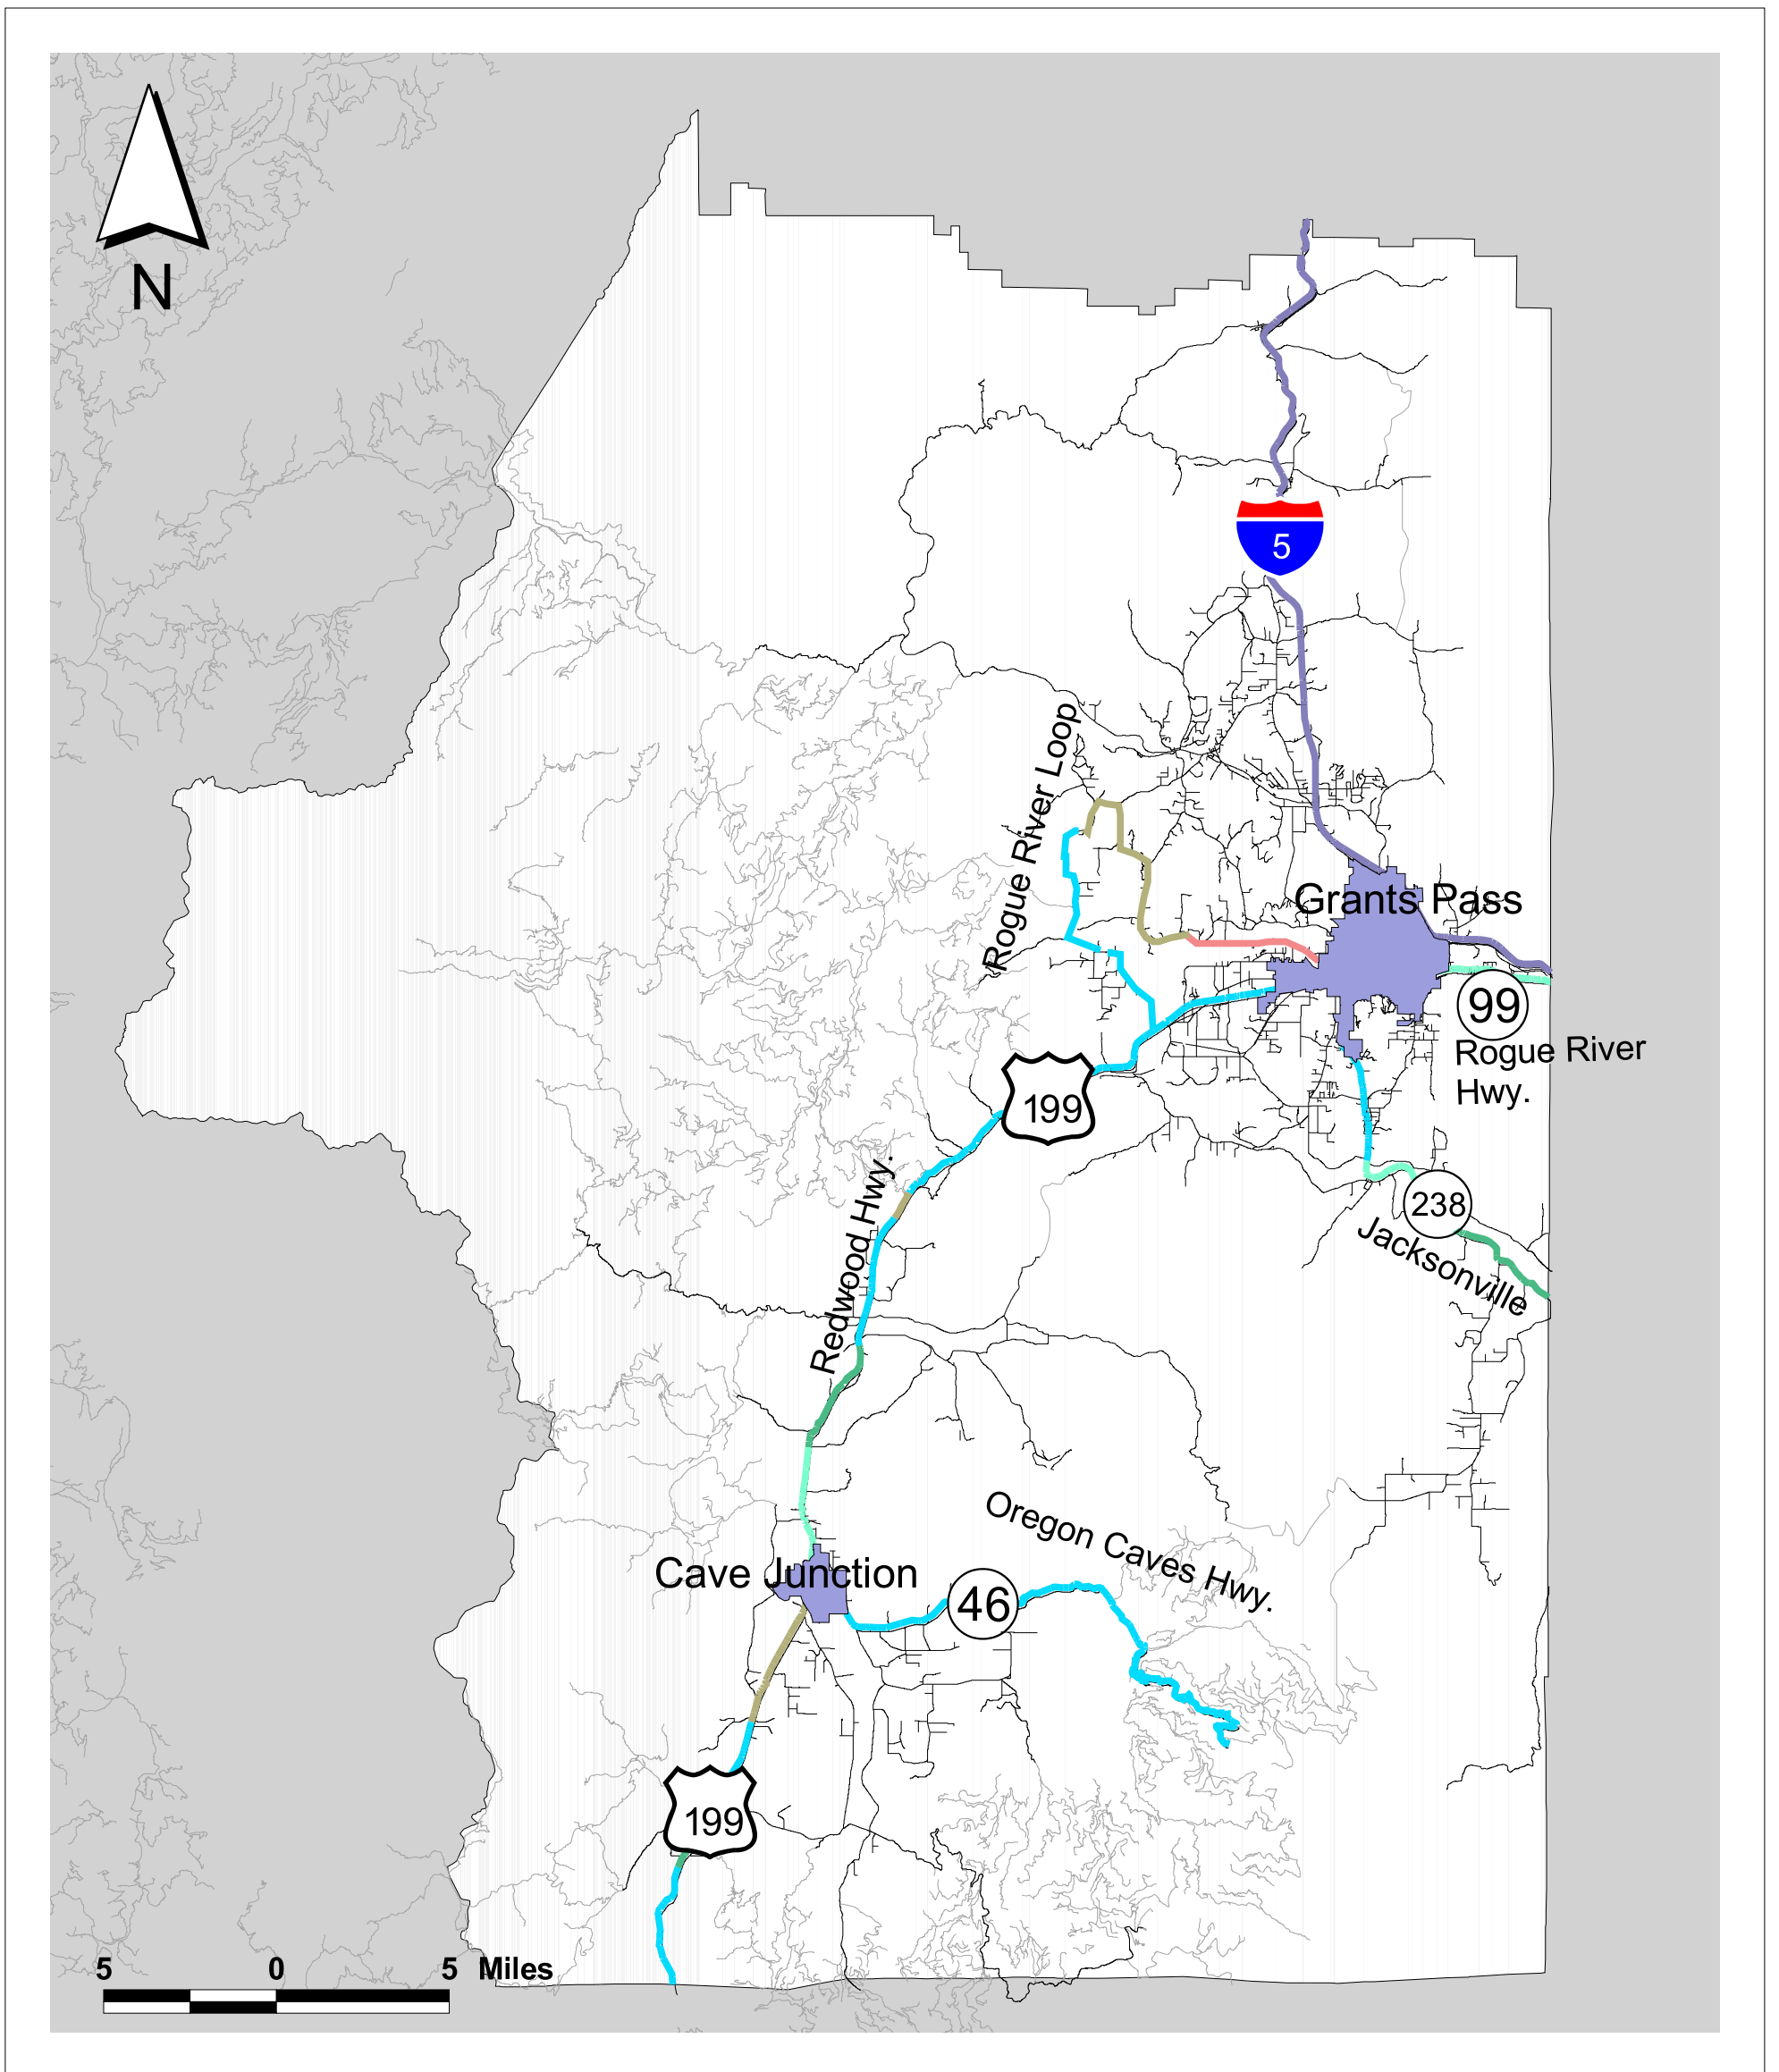 N
5
Rogue River Loop
Grants Pass
99
Rogue River
Hwy.
199
238
Jacksonville
Redwood Hwy.
Oregon Caves Hwy.
Cave Junction
46
199
5 0 5 Miles